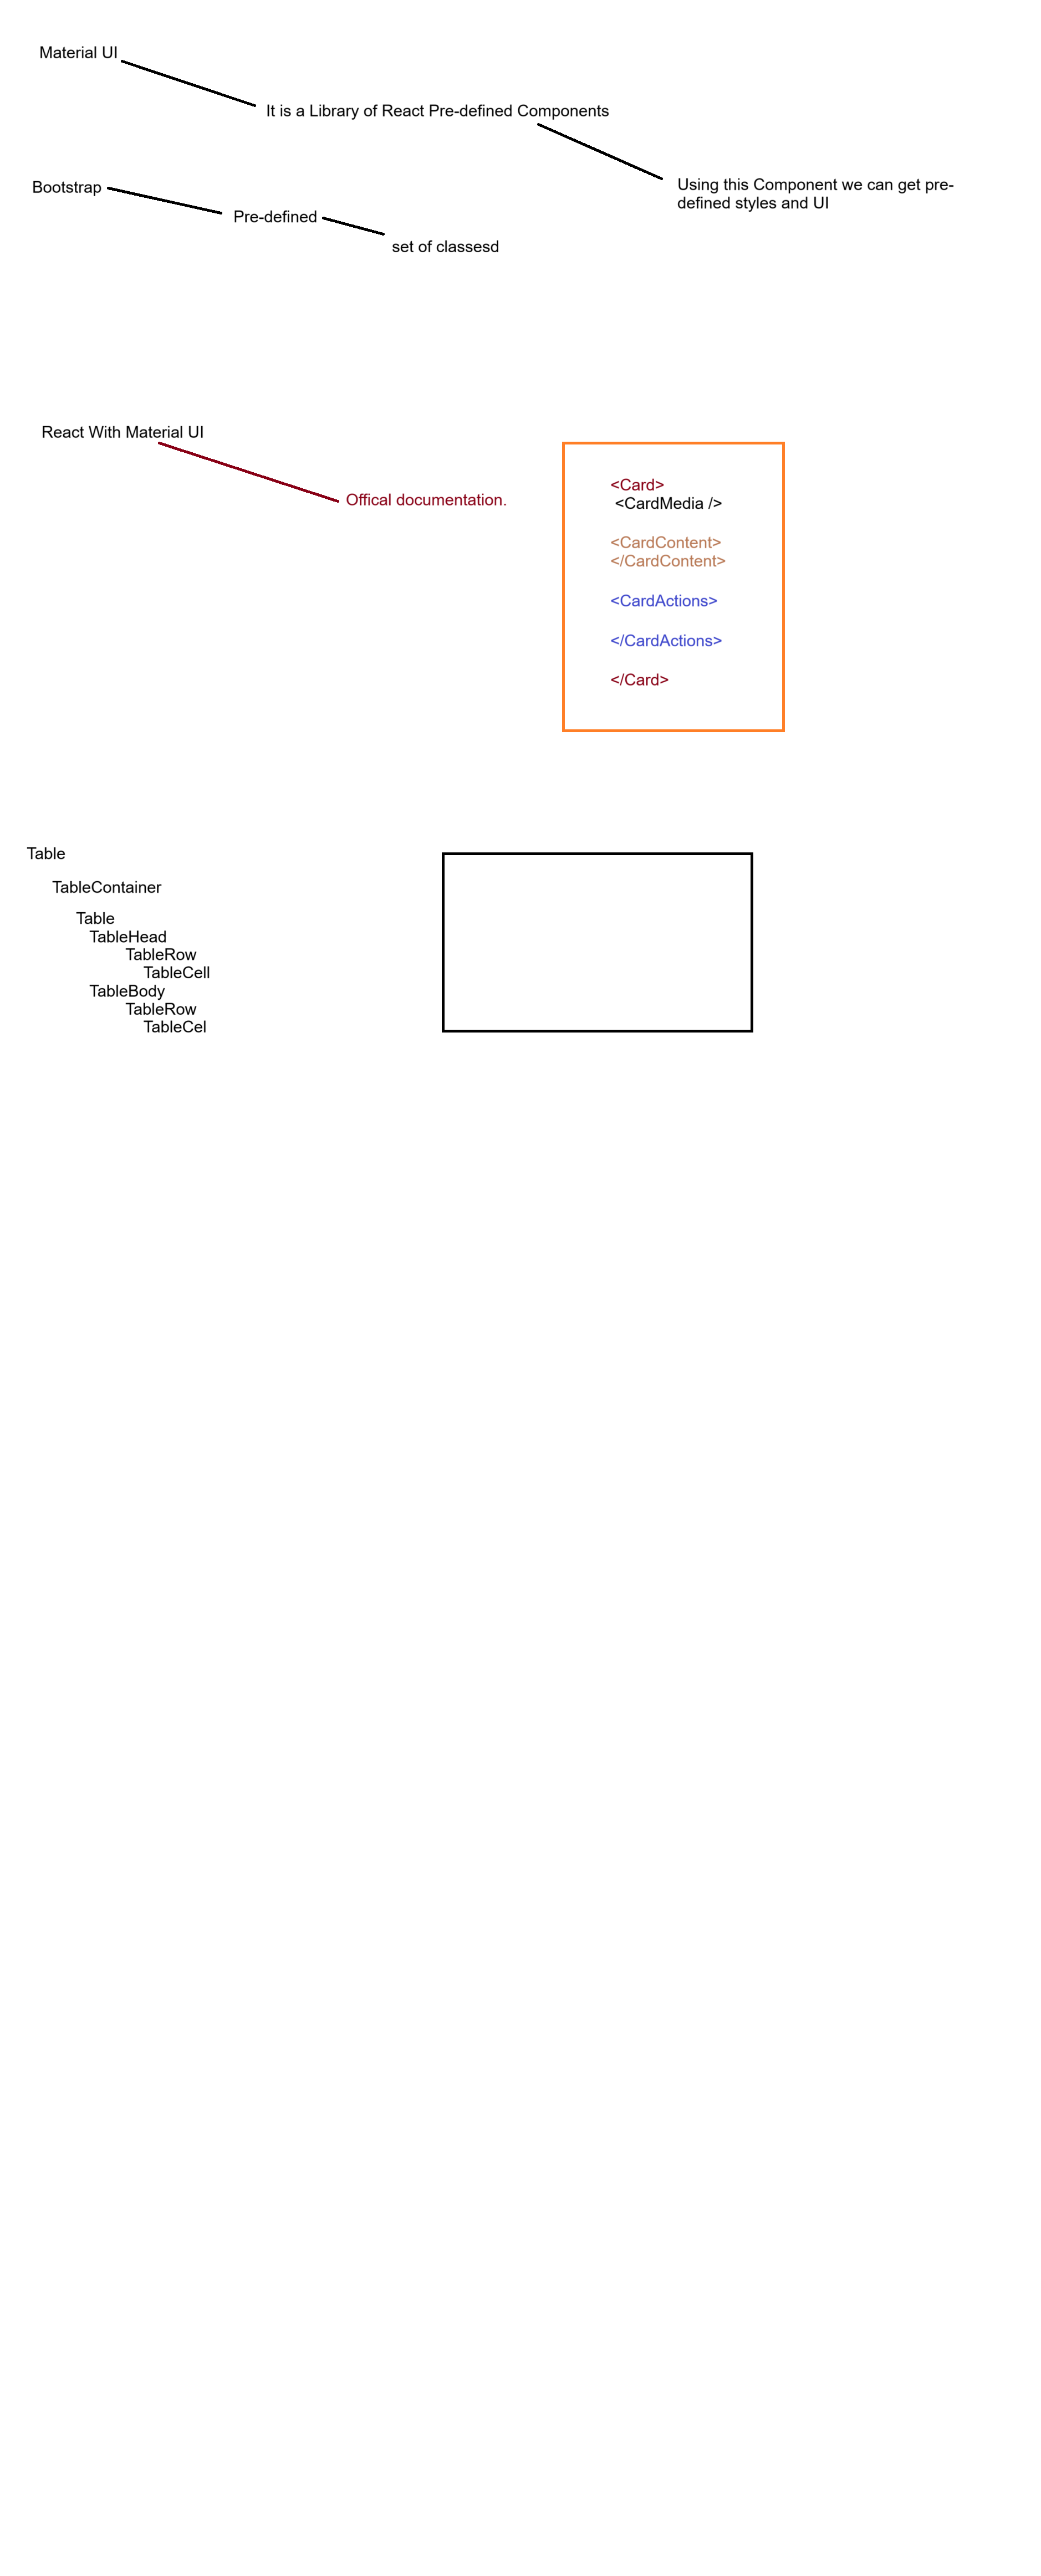 Material UI
It is a Library of React Pre-defined Components
Using this Component we can get pre-
defined styles and UI
Bootstrap
Pre-defined
set of classesd
React With Material UI
Offical documentation.
<Card>
<CardMedia />
<CardContent>
</CardContent>
<CardActions>
</CardActions>
</Card>
Table
TableContainer
Table
TableHead
TableRow
TableCell
TableBody
TableRow
TableCel